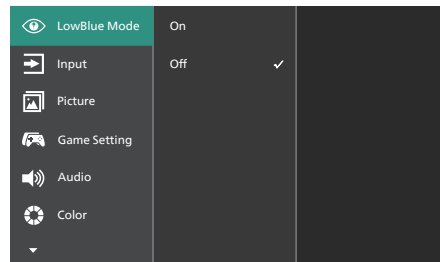 LowBlue Mode
On
Input
Off
Picture
Game Setting
Audio
Color